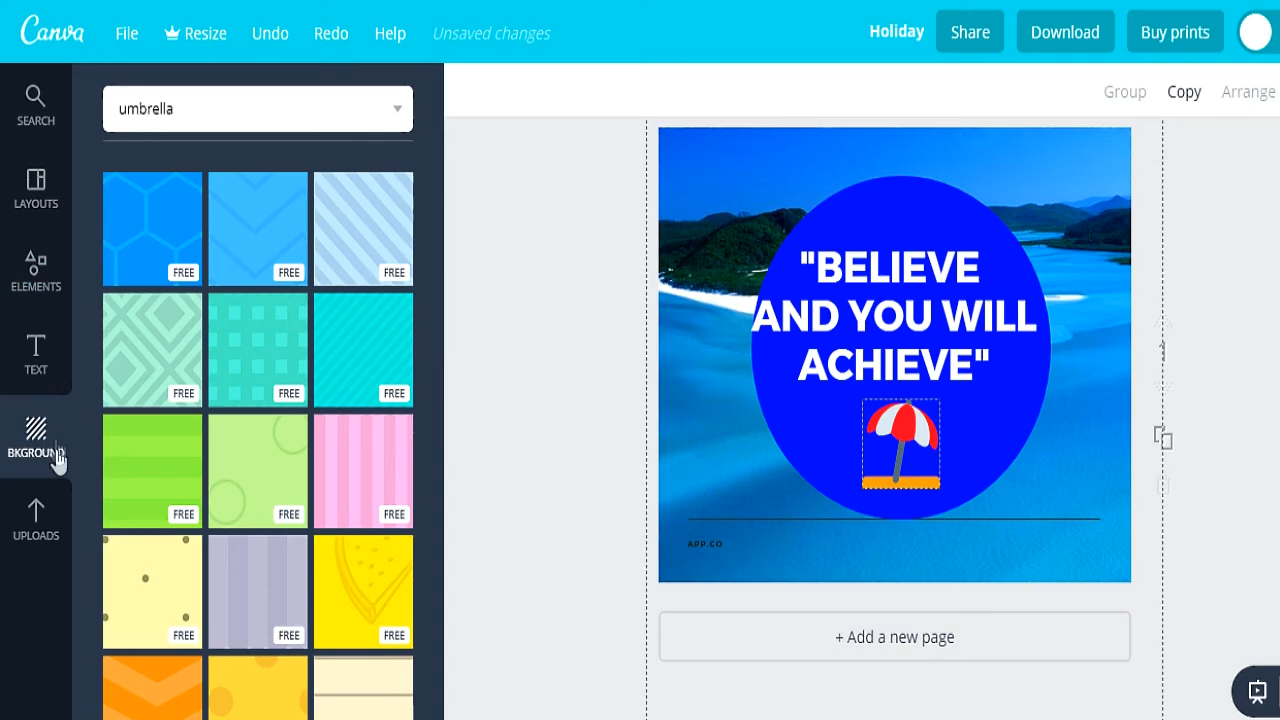 Canva File Resize Undo Redo Help Unsaved changes Holiday Share Download Buy prints
Group Copy Arrange
umbrella
SEARCH
LAYOUTS
ELEMENTS
TEXT
BKGROUND
UPLOADS
FREE FREE FREE
FREE FREE FREE
FREE FREE FREE
FREE FREE FREE
"BELIEVE
AND YOU WILL
ACHIEVE"
APP.CO
1
+ Add a new page